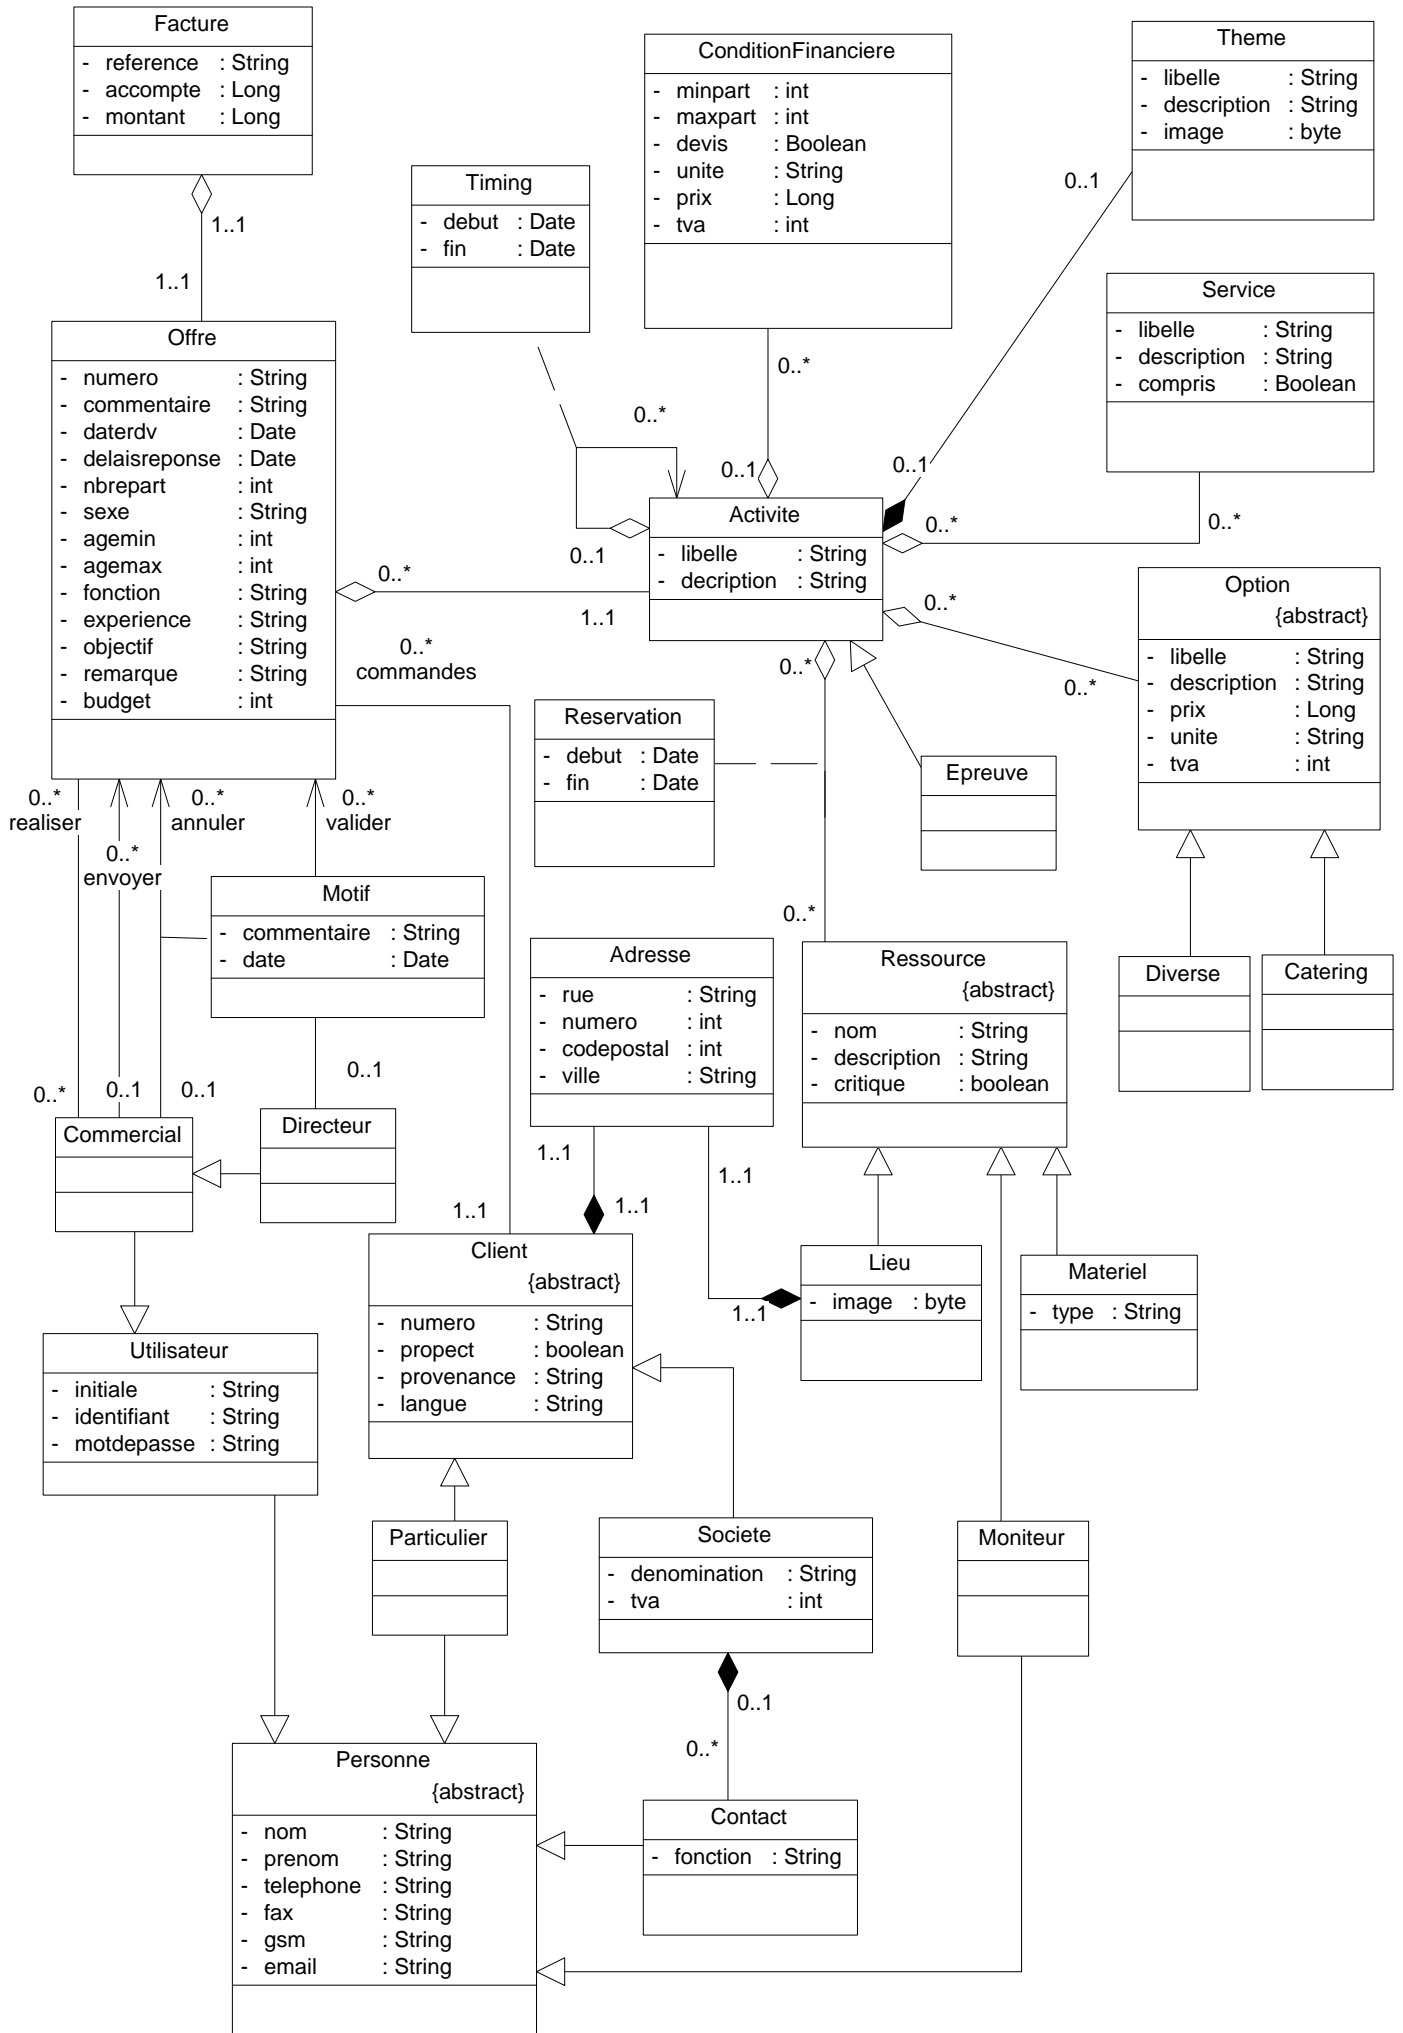 Facture
- reference : String
- accompte : Long
- montant : Long
ConditionFinanciere
- minpart : int
- maxpart : int
- devis : Boolean
- unite : String
- prix : Long
- tva : int
Theme
- libelle : String
- description : String
- image : byte
Timing
- debut : Date
- fin : Date
0..1
1..1
1..1
Service
- libelle : String
- description : String
- compris : Boolean
Offre
- numero : String
- commentaire : String
- daterdv : Date
- delaisreponse : Date
- nbrepart : int
- sexe : String
- agemin : int
- agemax : int
- fonction : String
- experience : String
- objectif : String
- remarque : String
- budget : int
0..*
0..*
0..1
0..1
0..*
0..*
0..1
Activite
- libelle : String
- decription : String
0..*
1..1
0..*
0..*
0..*
Option
{abstract}
- libelle : String
- description : String
- prix : Long
- unite : String
- tva : int
0..*
commandes
Reservation
- debut : Date
- fin : Date
Epreuve
0..*
realiser
0..*
envoyer
0..*
annuler
0..*
valider
Motif
- commentaire : String
- date : Date
0..*
Adresse
- rue : String
- numero : int
- codepostal : int
- ville : String
Ressource
{abstract}
- nom : String
- description : String
- critique : boolean
Diverse
Catering
0..*
0..1
0..1
0..1
Commercial
Directeur
1..1
1..1
1..1
1..1
1..1
Client
{abstract}
- numero : String
- propect : boolean
- provenance : String
- langue : String
Lieu
- image : byte
Materiel
- type : String
Utilisateur
- initiale : String
- identifiant : String
- motdepasse : String
Particulier
Societe
- denomination : String
- tva : int
Moniteur
0..1
0..*
Personne
{abstract}
- nom : String
- prenom : String
- telephone : String
- fax : String
- gsm : String
- email : String
Contact
- fonction : String